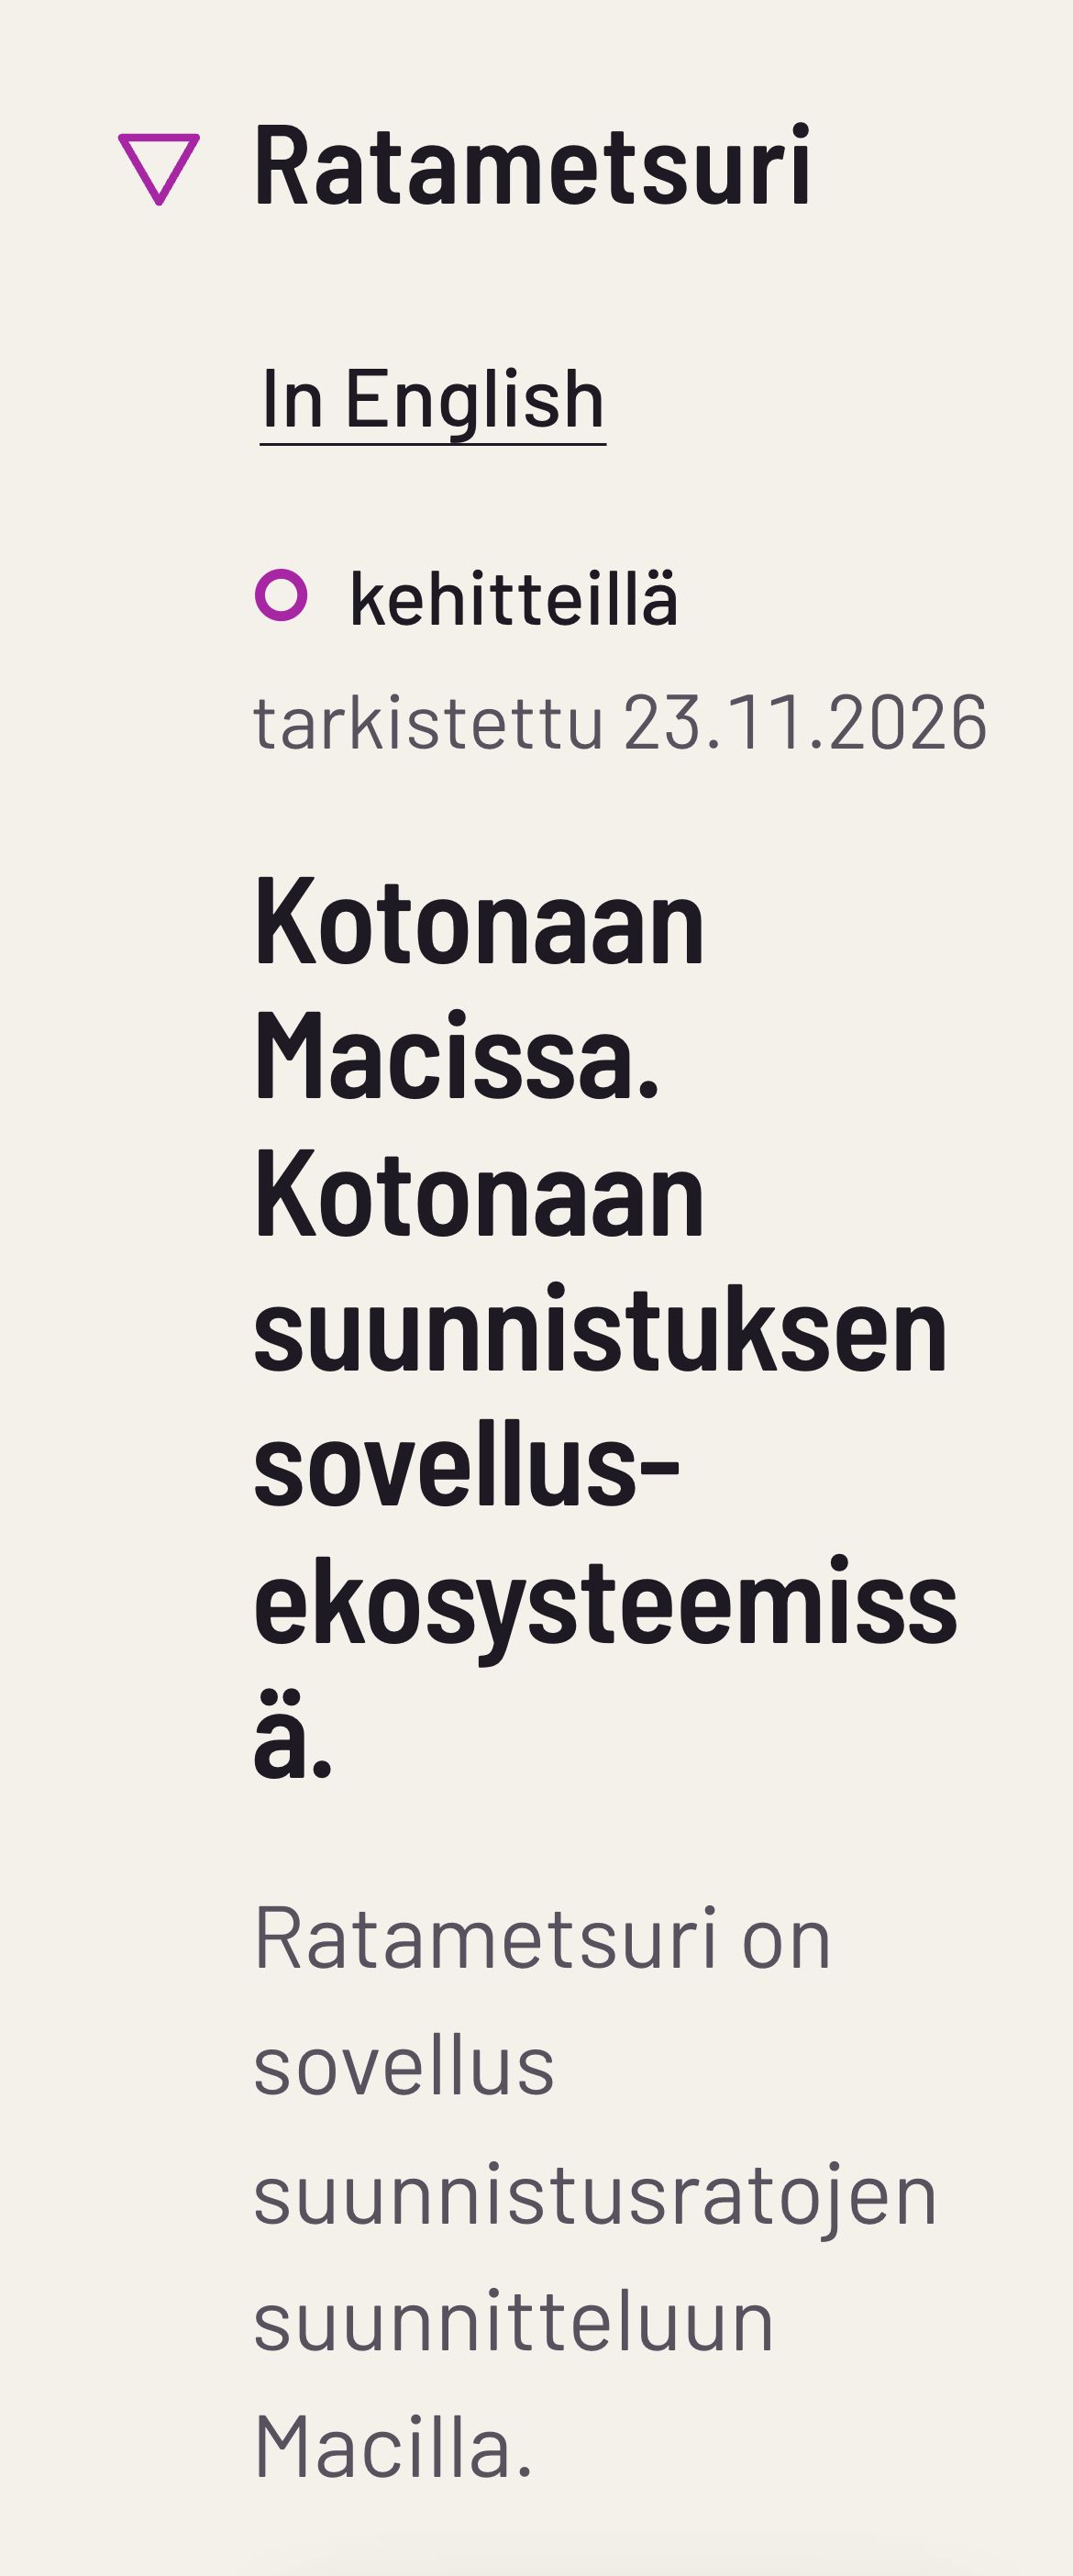 Ratametsuri
In English
kehitteillä
tarkistettu 23.11.2026
Kotonaan
Macissa.
Kotonaan
suunnistuksen
sovellus-
ekosysteemiss
ä.
Ratametsuri on
sovellus
suunnistusratojen
suunnitteluun
Macilla.